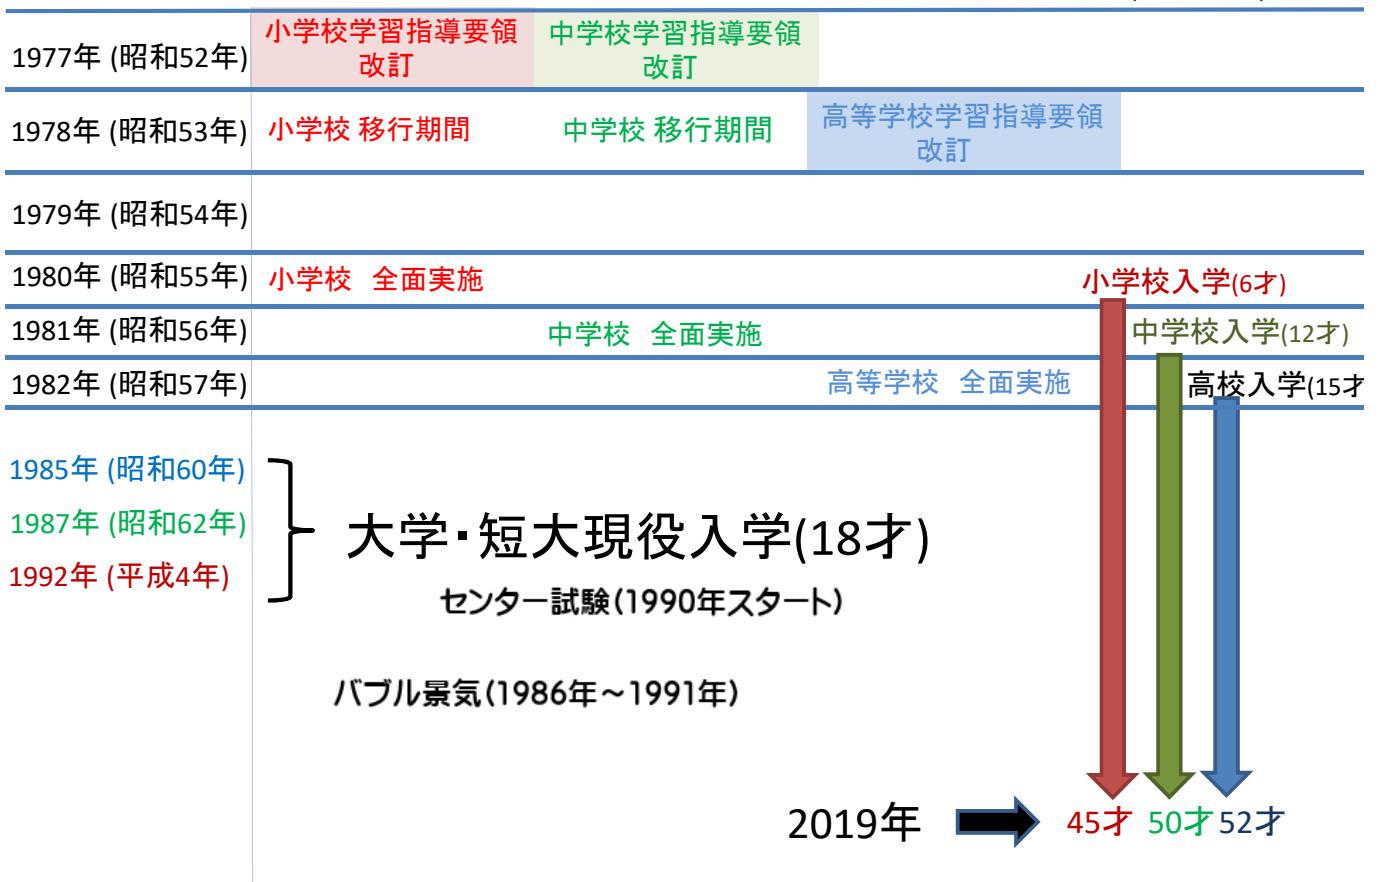 1977年 (昭和52年)
小学校学習指導要領
改訂
中学校学習指導要領
改訂
1978年 (昭和53年)
小学校 移行期間
中学校 移行期間
高等学校学習指導要領
改訂
1979年 (昭和54年)
1980年 (昭和55年)
小学校 全面実施
小学校入学(6才)
1981年 (昭和56年)
中学校 全面実施
中学校入学(12才)
1982年 (昭和57年)
高等学校 全面実施
高校入学(15才
1985年 (昭和60年)
1987年 (昭和62年)
1992年 (平成4年)
大学・短大現役入学(18才)
センター試験(1990年スタート)
バブル景気(1986年～1991年)
2019年
45才 50才 52才